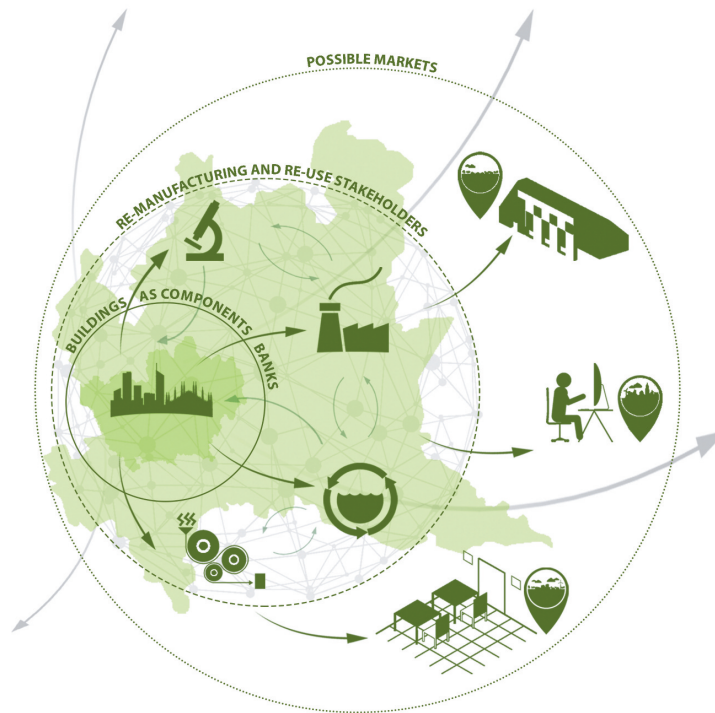 POSSIBLE MARKETS
RE-MANUFACTURING AND RE-USE STAKEHOLDERS
BUILDINGS AS COMPONENTS BANKS